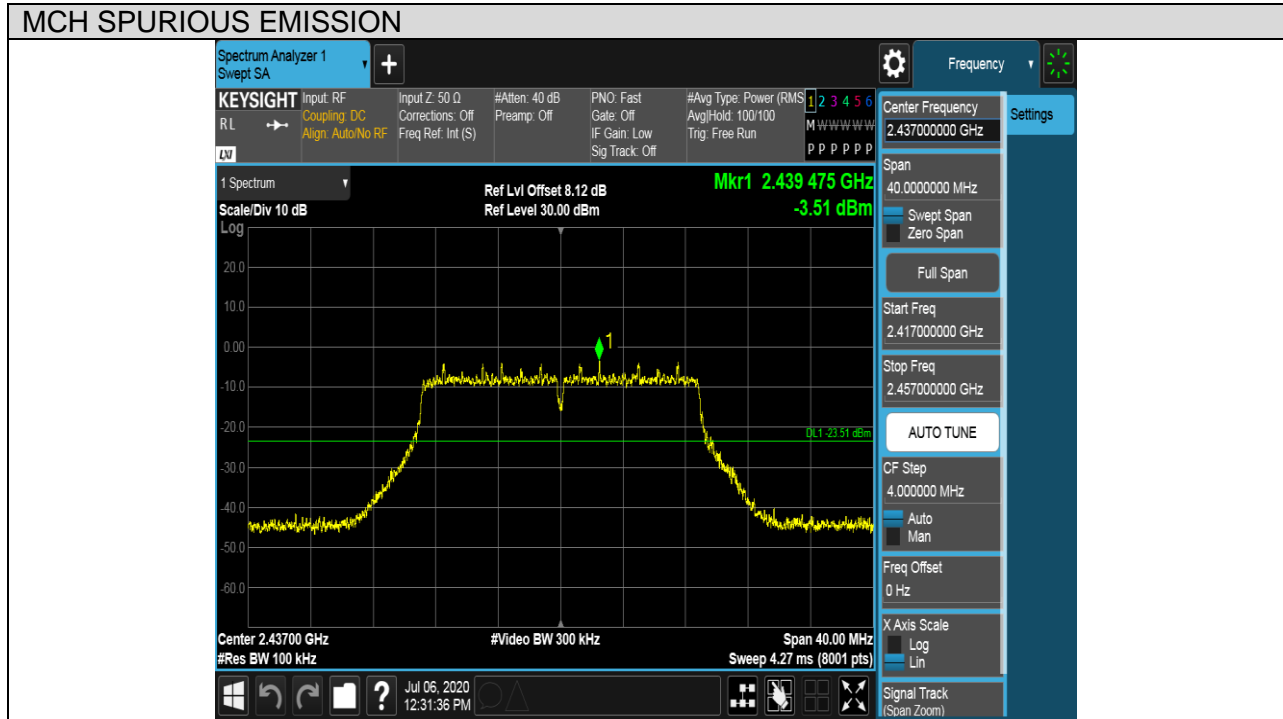 MCH SPURIOUS EMISSION
Spectrum Analyzer 1
Swept SA
+
Frequency
KEYSIGHT
RL
LXI
Input: RF
Coupling: DC
Align: Auto/No RF
Input Z: 50 Ω
Corrections: Off
Freq Ref: Int (S)
#Atten: 40 dB
Preamp: Off
PNO: Fast
Gate: Off
IF Gain: Low
Sig Track: Off
#Avg Type: Power (RMS
Avg|Hold: 100/100
Trig: Free Run
1 2 3 4 5 6
M W W W W W
P P P P P P
1 Spectrum
Scale/Div 10 dB
Ref Lvl Offset 8.12 dB
Ref Level 30.00 dBm
Mkr1 2.439 475 GHz
-3.51 dBm
Log
20.0
10.0
0.00
-10.0
-20.0
-30.0
-40.0
-50.0
-60.0
1
DL1 -23.51 dBm
Center 2.43700 GHz
#Res BW 100 kHz
#Video BW 300 kHz
Span 40.00 MHz
Sweep 4.27 ms (8001 pts)
?
Jul 06, 2020
12:31:36 PM
Center Frequency
2.437000000 GHz
Span
40.0000000 MHz
Swept Span
Zero Span
Full Span
Start Freq
2.417000000 GHz
Stop Freq
2.457000000 GHz
AUTO TUNE
CF Step
4.000000 MHz
Auto
Man
Freq Offset
0 Hz
X Axis Scale
Log
Lin
Signal Track
(Span Zoom)
Settings